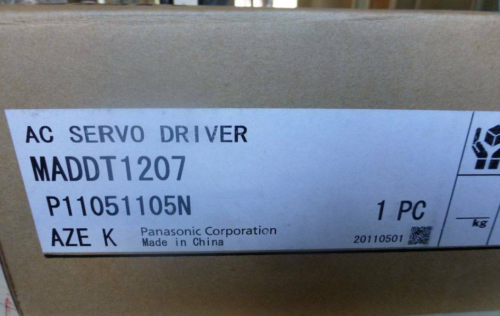 AC SERVO DRIVER
MADDT1207
P11051105N
1 PC
AZE K
Panasonic Corporation
Made in China
20110501
kg